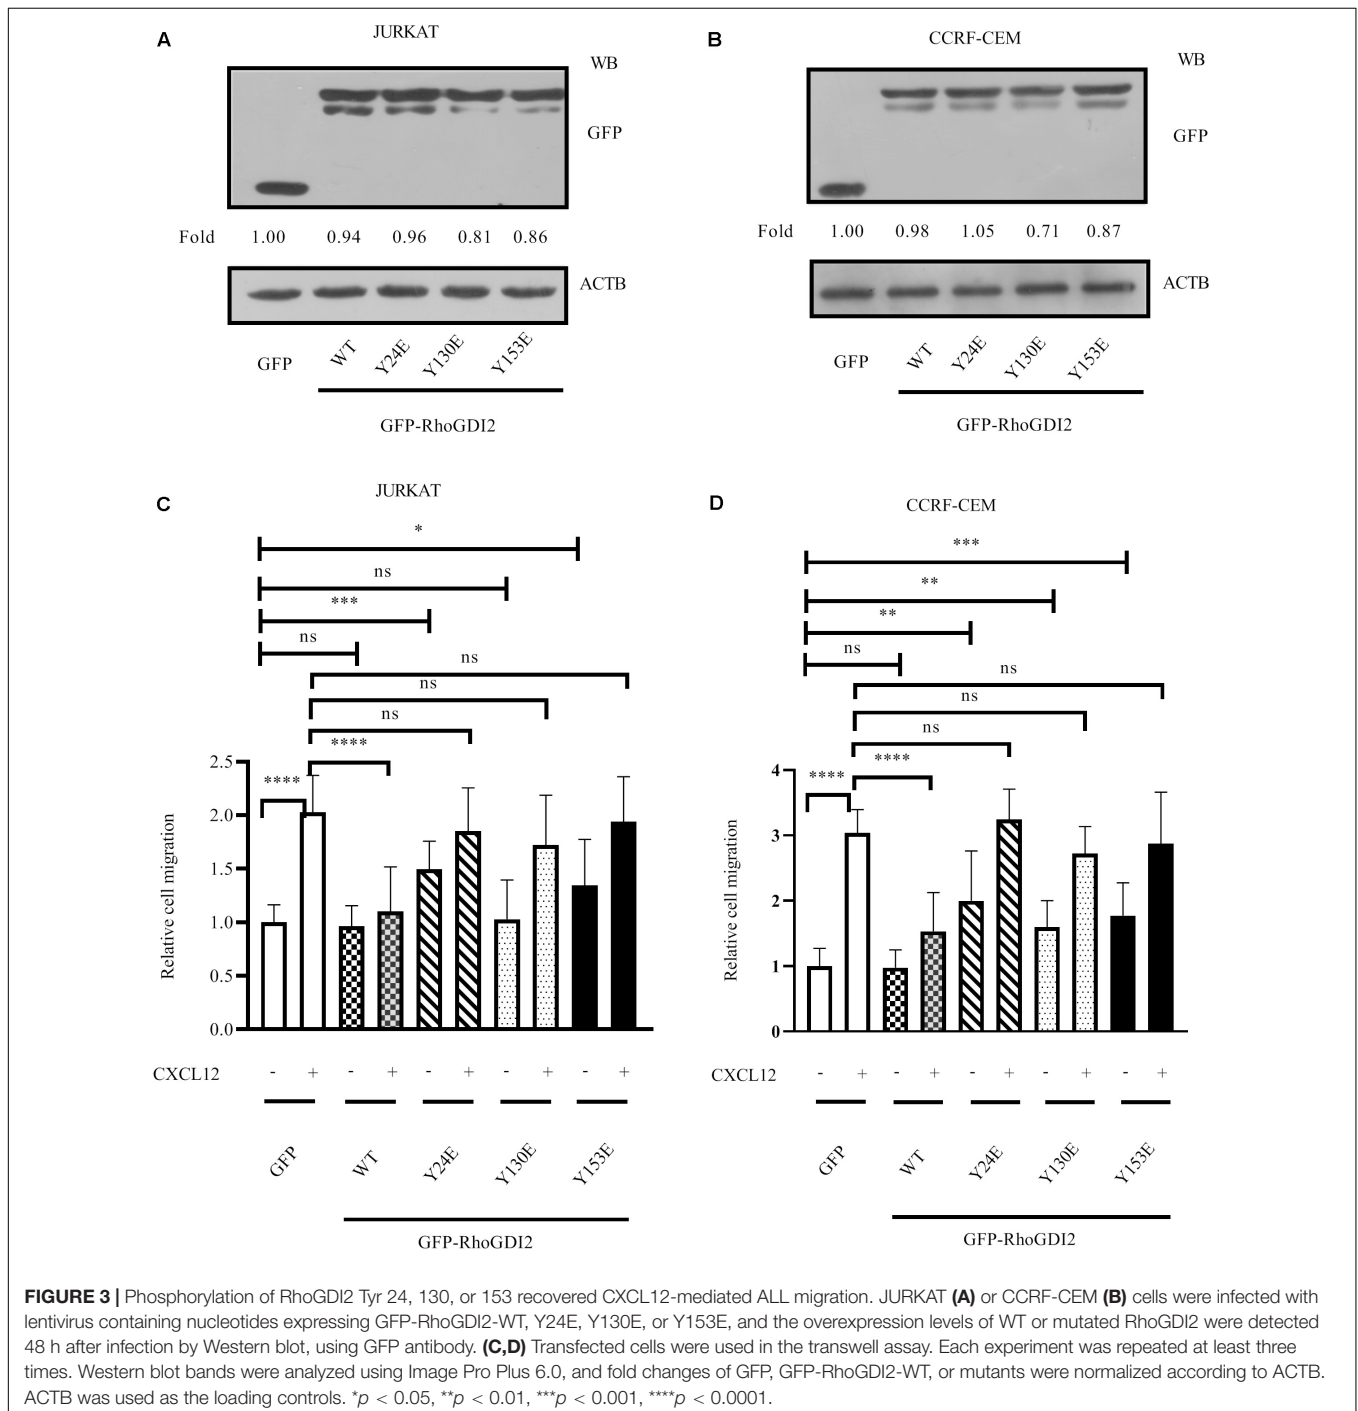 A
JURKAT
WB
GFP
Fold 1.00 0.94 0.96 0.81 0.86
ACTB
GFP WT Y24E Y130E Y153E
GFP-RhoGDI2
B
CCRF-CEM
WB
GFP
Fold 1.00 0.98 1.05 0.71 0.87
ACTB
GFP WT Y24E Y130E Y153E
GFP-RhoGDI2
C
JURKAT
*
ns
***
ns
ns
ns
ns
****
****
Relative cell migration
2.5
2.0
1.5
1.0
0.5
0.0
CXCL12 - + - + - + - + - +
GFP WT Y24E Y130E Y153E
GFP-RhoGDI2
D
CCRF-CEM
***
**
**
ns
ns
ns
ns
****
****
Relative cell migration
4
3
2
1
0
CXCL12 - + - + - + - + - +
GFP WT Y24E Y130E Y153E
GFP-RhoGDI2
FIGURE 3 | Phosphorylation of RhoGDI2 Tyr 24, 130, or 153 recovered CXCL12-mediated ALL migration. JURKAT (A) or CCRF-CEM (B) cells were infected with
lentivirus containing nucleotides expressing GFP-RhoGDI2-WT, Y24E, Y130E, or Y153E, and the overexpression levels of WT or mutated RhoGDI2 were detected
48 h after infection by Western blot, using GFP antibody. (C,D) Transfected cells were used in the transwell assay. Each experiment was repeated at least three
times. Western blot bands were analyzed using Image Pro Plus 6.0, and fold changes of GFP, GFP-RhoGDI2-WT, or mutants were normalized according to ACTB.
ACTB was used as the loading controls. *p < 0.05, **p < 0.01, ***p < 0.001, ****p < 0.0001.